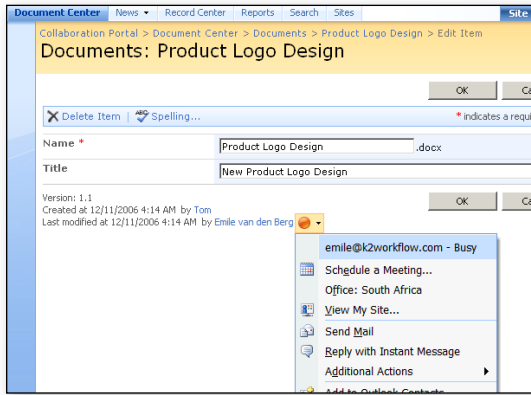 Document Center News Record Center Reports Search Sites Site
Collaboration Portal > Document Center > Documents > Product Logo Design > Edit Item
Documents: Product Logo Design
OK
Delete Item | Spelling... * indicates a requi
Name * Product Logo Design .docx
Title New Product Logo Design
Version: 1.1
Created at 12/11/2006 4:14 AM by Tom
Last modified at 12/11/2006 4:14 AM by Emile van den Berg
OK
emile@k2workflow.com - Busy
Schedule a Meeting...
Office: South Africa
View My Site...
Send Mail
Reply with Instant Message
Additional Actions
Add to Outlook Contacts